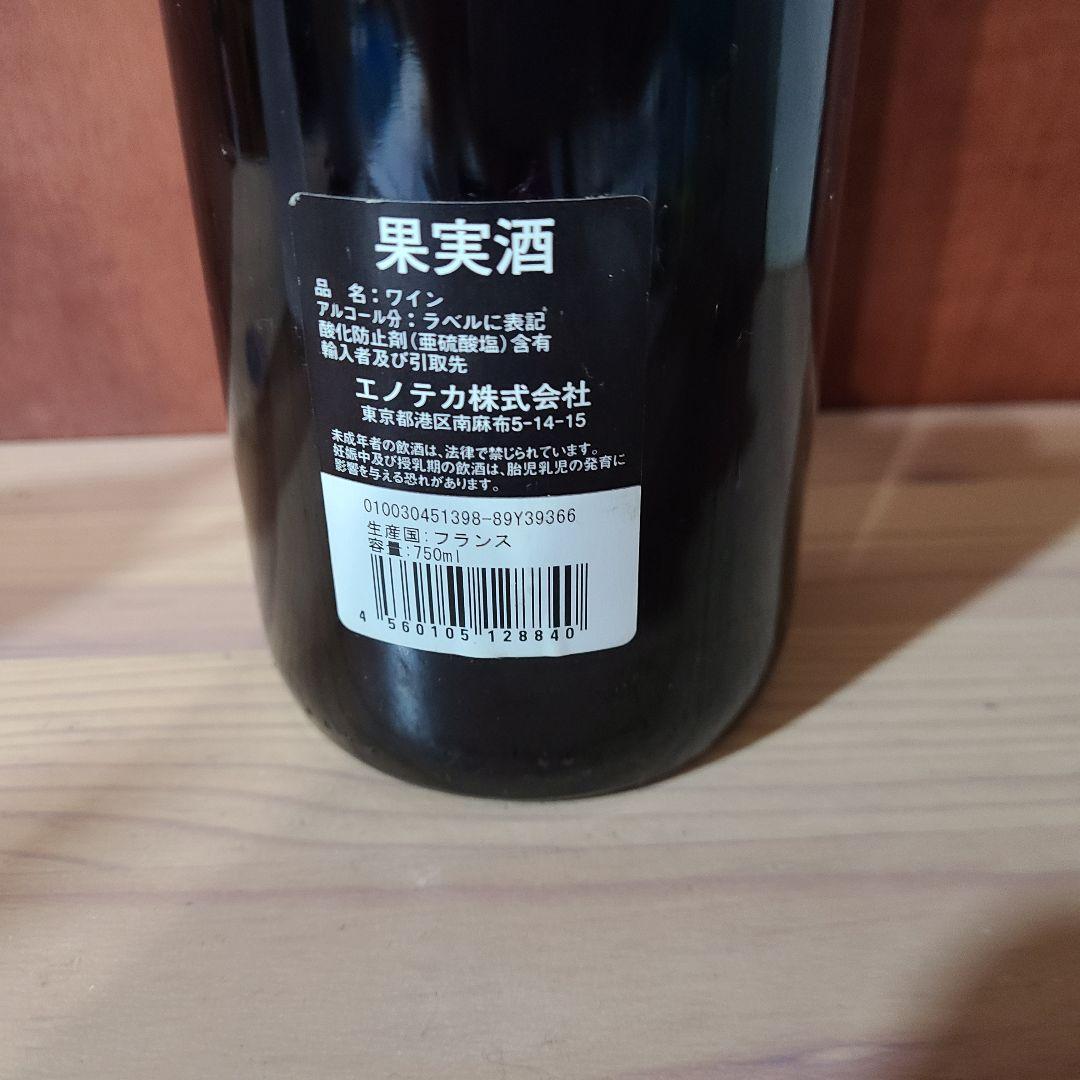 果実酒
品 名：ワイン
アルコール分：ラベルに表記
酸化防止剤(亜硫酸塩)含有
輸入者及び引取先
エノテカ株式会社
東京都港区南麻布5-14-15
未成年者の飲酒は、法律で禁じられています。
妊娠中及び授乳期の飲酒は、胎児乳児の発育に
影響を与える恐れがあります。
010030451398-89Y39366
生産国:フランス
容量:750ml
4 560105 128840